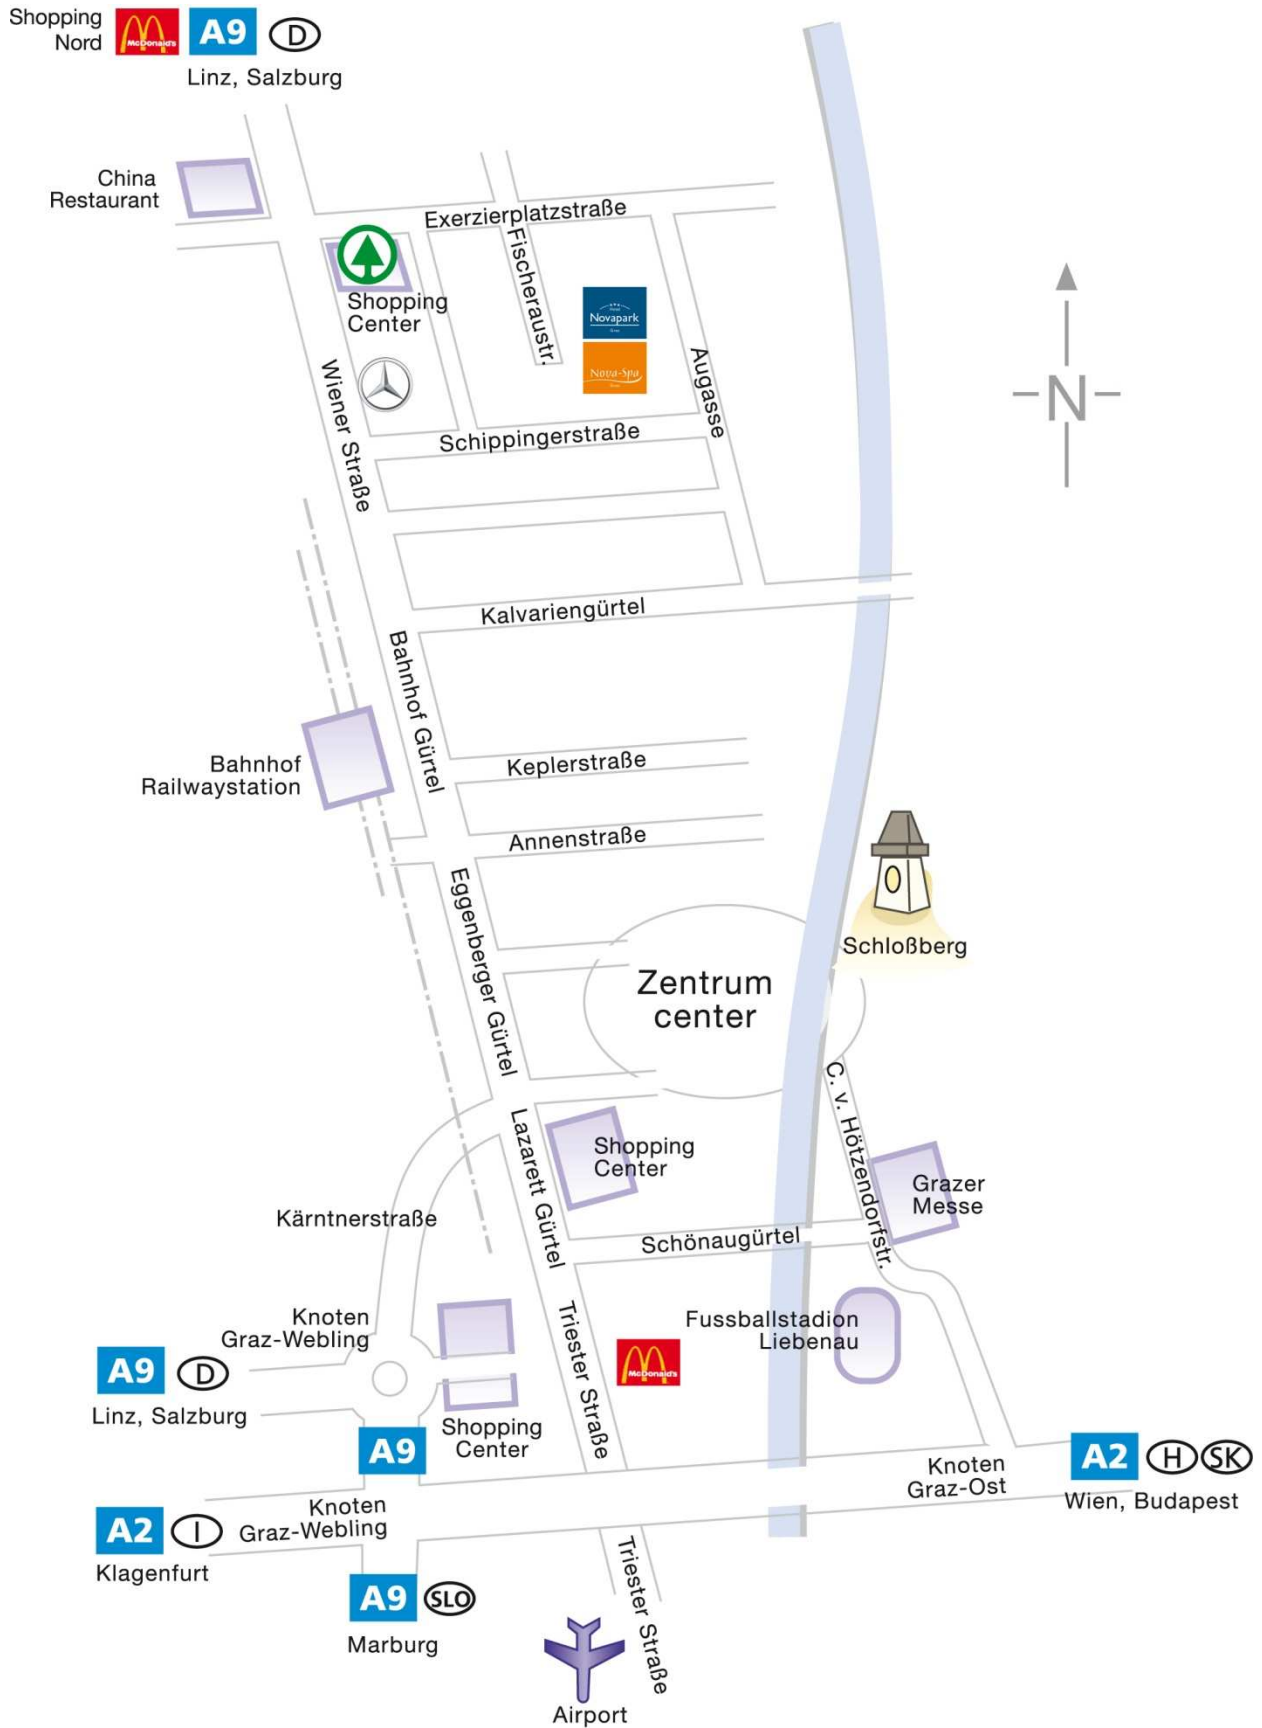 Shopping
Nord
McDonald's
A9
D
Linz, Salzburg
China
Restaurant
Exerzierplatzstraße
Fischeraustr.
Shopping
Center
Novapark
Nova-Spa
Augasse
Wiener Straße
Schippingerstraße
N
Kalvariengürtel
Bahnhof Gürtel
Keplerstraße
Bahnhof
Railwaystation
Annenstraße
Eggenberger Gürtel
Schloßberg
Zentrum
center
C. v. Hötzendorfstr.
Lazarett Gürtel
Shopping
Center
Grazer
Messe
Kärntnerstraße
Schönaugürtel
Knoten
Graz-Webling
Triester Straße
Fussballstadion
Liebenau
McDonald's
A9
D
Linz, Salzburg
Shopping
Center
A9
Knoten
Graz-Ost
A2
H
SK
Wien, Budapest
Knoten
Graz-Webling
A2
I
Klagenfurt
Triester Straße
A9
SLO
Marburg
Airport